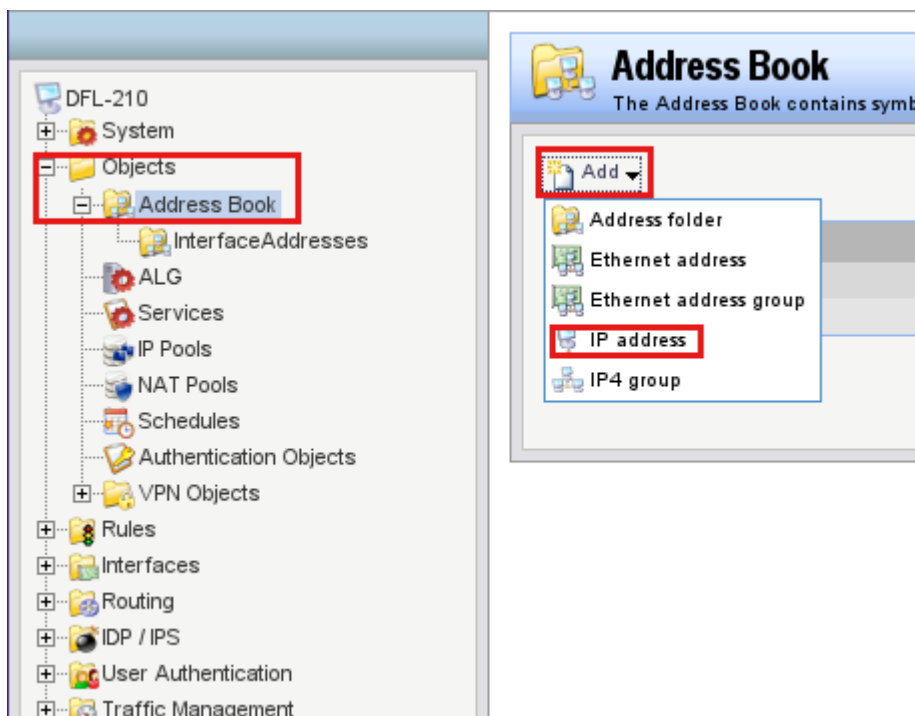 DFL-210
System
Objects
Address Book
InterfaceAddresses
ALG
Services
IP Pools
NAT Pools
Schedules
Authentication Objects
VPN Objects
Rules
Interfaces
Routing
IDP / IPS
User Authentication
Traffic Management
Address Book
The Address Book contains symb
Add
Address folder
Ethernet address
Ethernet address group
IP address
IP4 group